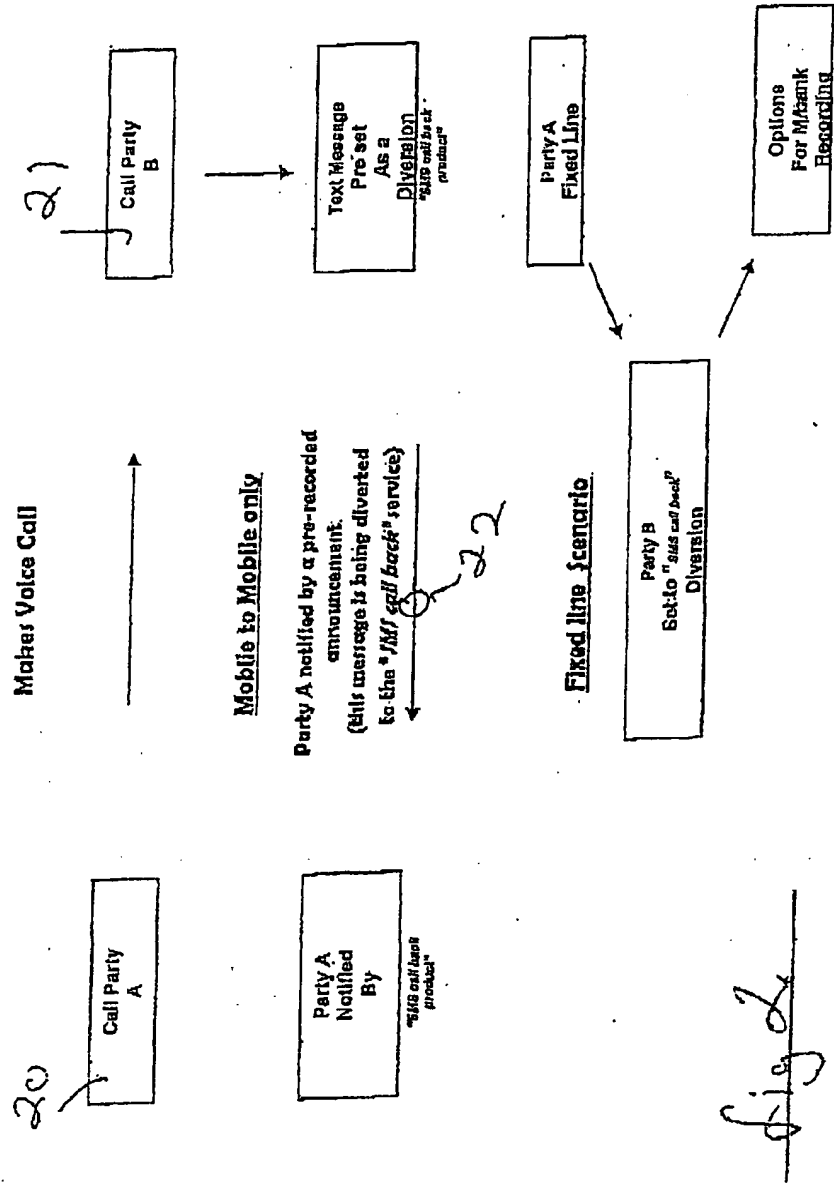 Makes Voice Call
20
Call Party
A
21
Call Party
B
Mobile to Mobile only
Party A
Notified
By
"SMS call back
product"
Party A notified by a pre-recorded
announcement.
(this message is being diverted
to the "SMS call back" service)
22
Text Message
Pre set
As a
Diversion
"SMS call back
product"
Fixed line Scenario
Party A
Fixed Line
Party B
Set to "SMS call back"
Diversion
Options
For M/bank
Recording
fig 2